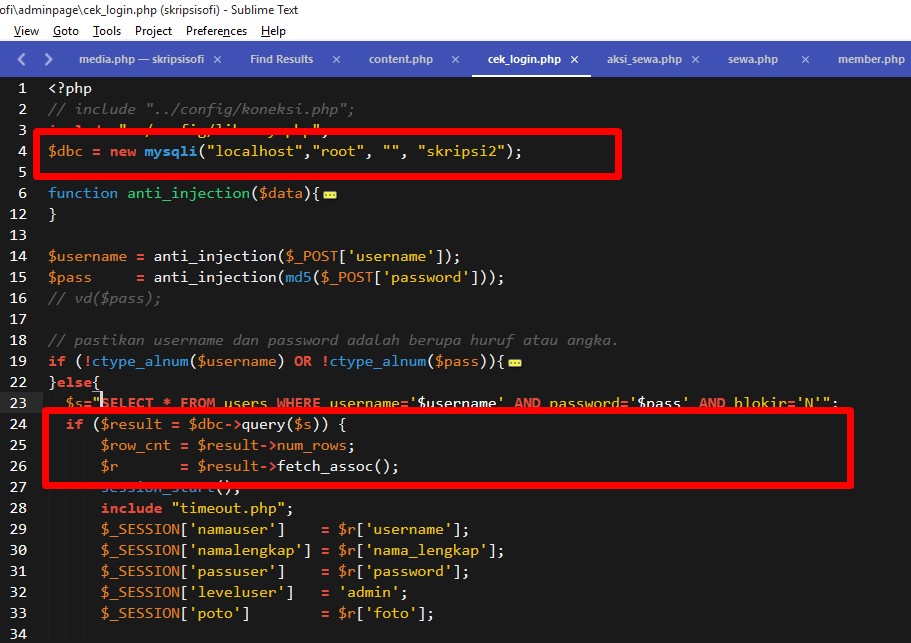 ofi\adminpage\cek_login.php (skripsisofi) - Sublime Text
View Goto Tools Project Preferences Help
media.php — skripsisofi × Find Results × content.php × cek_login.php × aksi_sewa.php × sewa.php × member.php
1 <?php
2 // include "../config/koneksi.php";
3
4 $dbc = new mysqli("localhost","root", "", "skripsi2");
5
6 function anti_injection($data){
12 }
13
14 $username = anti_injection($_POST['username']);
15 $pass     = anti_injection(md5($_POST['password']));
16 // vd($pass);
17
18 // pastikan username dan password adalah berupa huruf atau angka.
19 if (!ctype_alnum($username) OR !ctype_alnum($pass)){
22 }else{
23   $s="SELECT * FROM users WHERE username='$username' AND password='$pass' AND blokir='N'";
24   if ($result = $dbc->query($s)) {
25       $row_cnt = $result->num_rows;
26       $r       = $result->fetch_assoc();
27       session_start();
28       include "timeout.php";
29       $_SESSION['namauser']    = $r['username'];
30       $_SESSION['namalengkap'] = $r['nama_lengkap'];
31       $_SESSION['passuser']    = $r['password'];
32       $_SESSION['leveluser']   = 'admin';
33       $_SESSION['poto']        = $r['foto'];
34